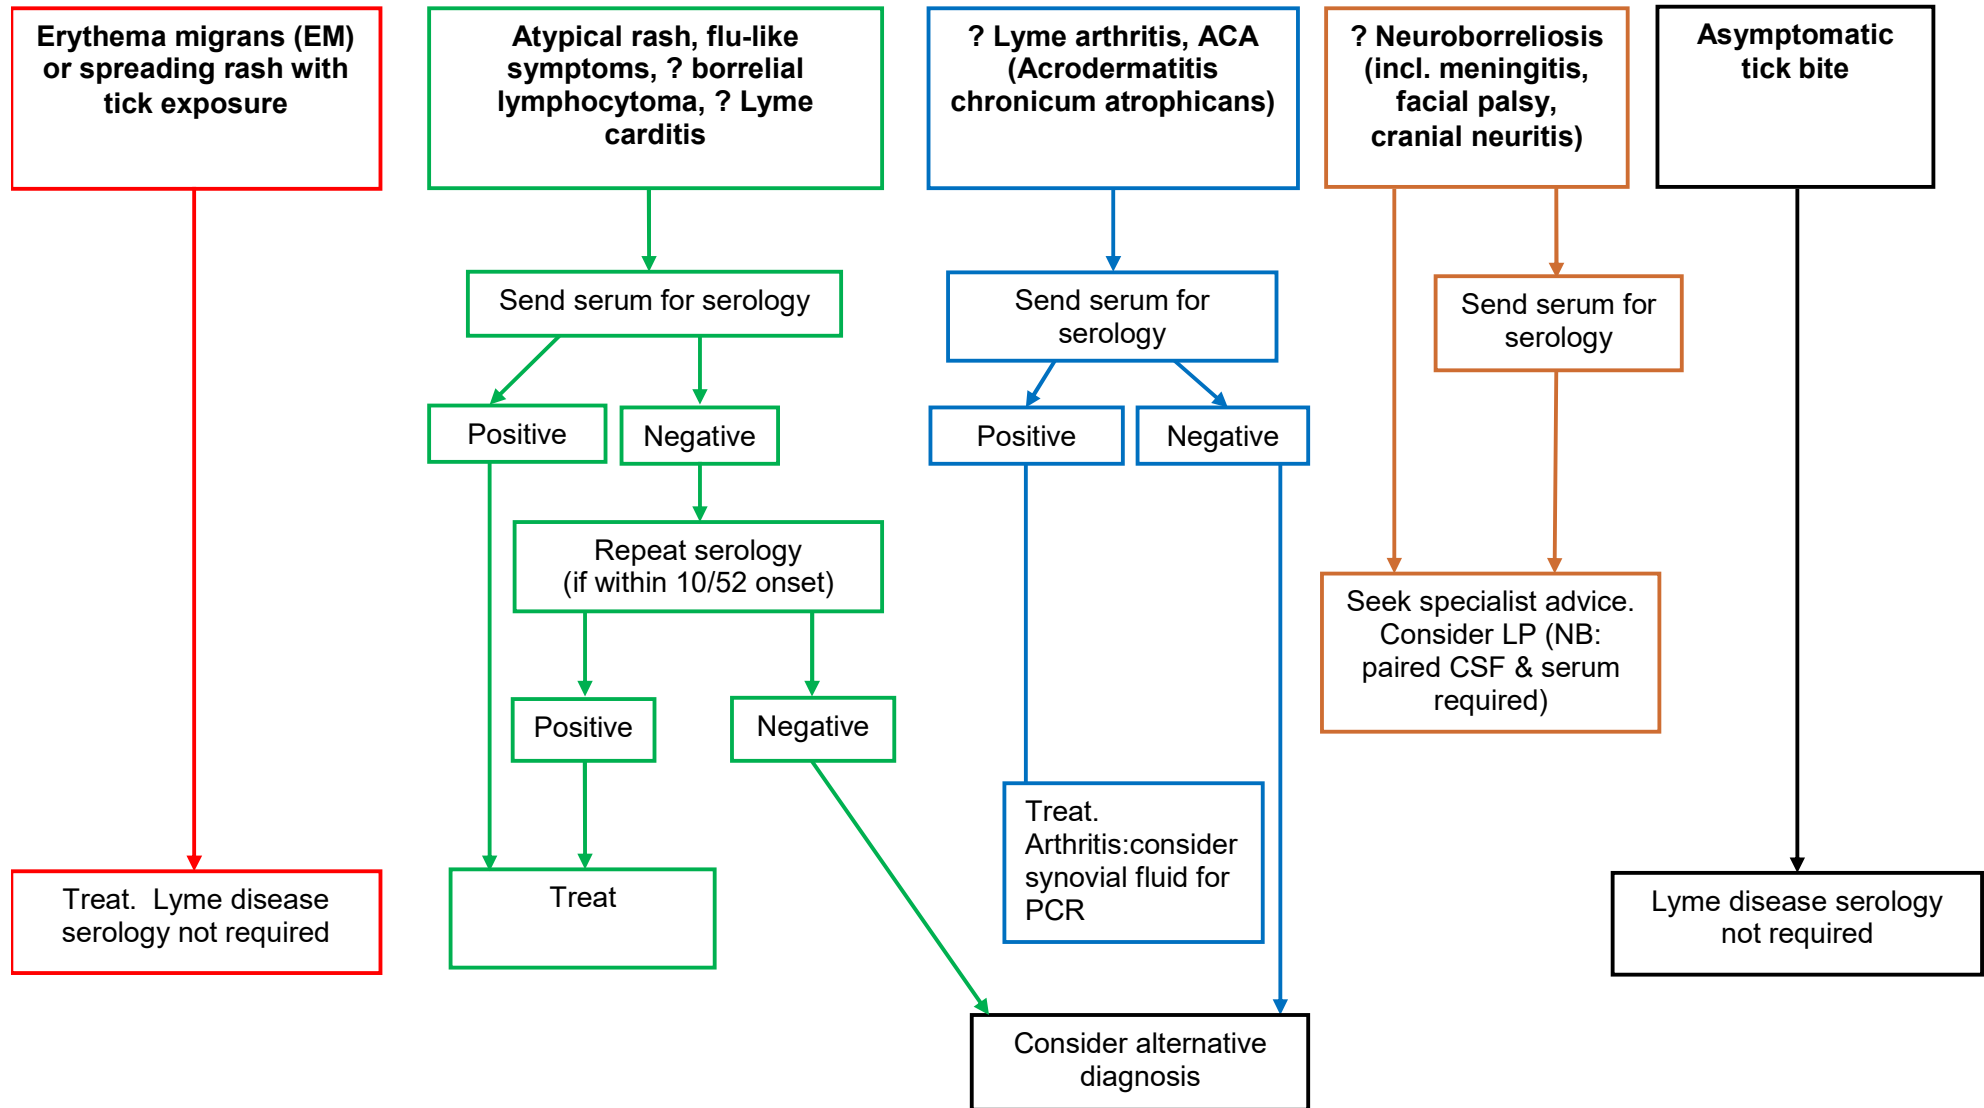 Erythema migrans (EM)
or spreading rash with
tick exposure
Atypical rash, flu-like
symptoms, ? borrelial
lymphocytoma, ? Lyme
carditis
? Lyme arthritis, ACA
(Acrodermatitis
chronicum atrophicans)
? Neuroborreliosis
(incl. meningitis,
facial palsy,
cranial neuritis)
Asymptomatic
tick bite
Send serum for serology
Send serum for
serology
Send serum for
serology
Positive
Negative
Positive
Negative
Repeat serology
(if within 10/52 onset)
Seek specialist advice.
Consider LP (NB:
paired CSF & serum
required)
Positive
Negative
Treat.
Arthritis:consider
synovial fluid for
PCR
Treat.  Lyme disease
serology not required
Treat
Lyme disease serology
not required
Consider alternative
diagnosis